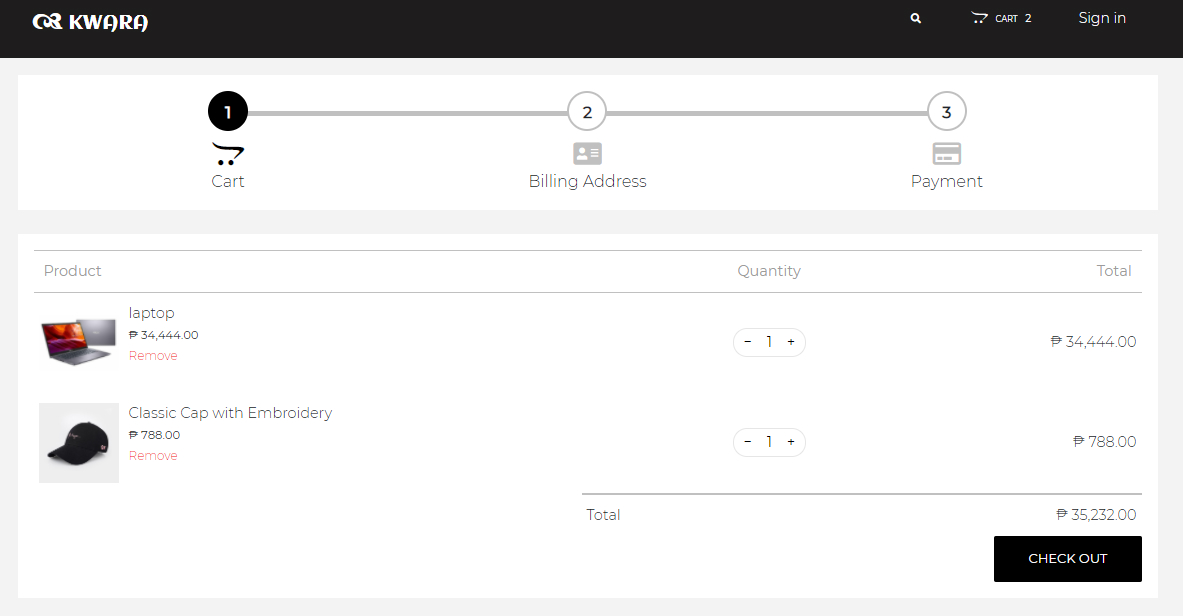 KWARA
CART 2
Sign in
1
2
3
Cart
Billing Address
Payment
Product
Quantity
Total
laptop
₱ 34,444.00
Remove
− 1 +
₱ 34,444.00
Classic Cap with Embroidery
₱ 788.00
Remove
− 1 +
₱ 788.00
Total
₱ 35,232.00
CHECK OUT